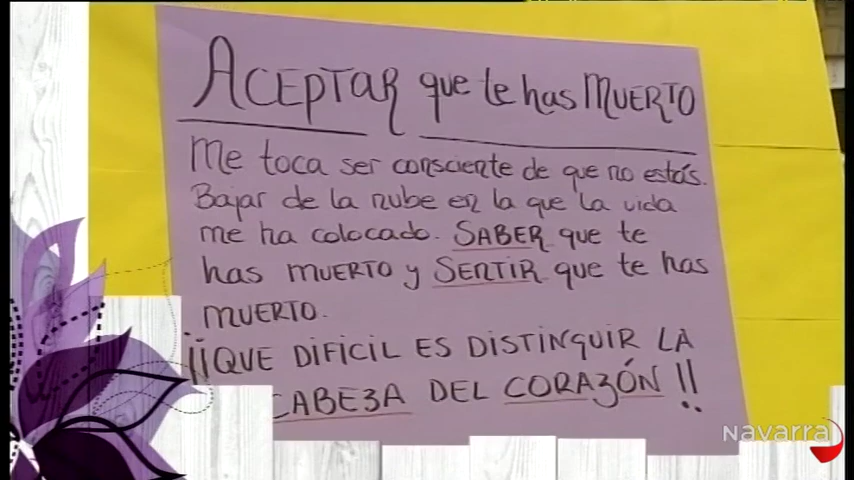 ACEPTAR que te has MUERTO
Me toca ser consciente de que no estás.
Bajar de la nube en la que la vida
me ha colocado. SABER que te
has MUERTO y SENTIR que te has
MUERTO.
¡¡QUE DIFICIL ES DISTINGUIR LA
CABEZA DEL CORAZÓN!!
Navarra